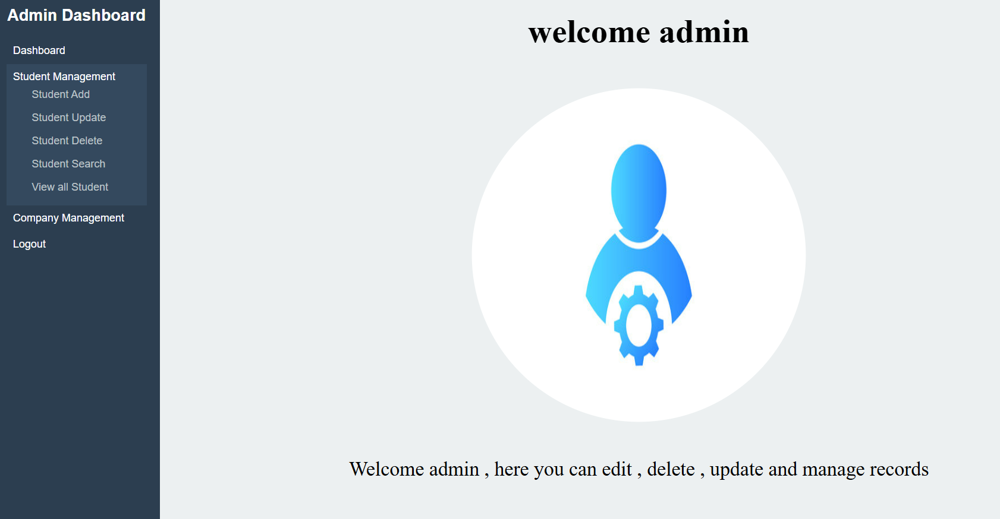 Admin Dashboard
Dashboard
Student Management
Student Add
Student Update
Student Delete
Student Search
View all Student
Company Management
Logout
welcome admin
Welcome admin , here you can edit , delete , update and manage records